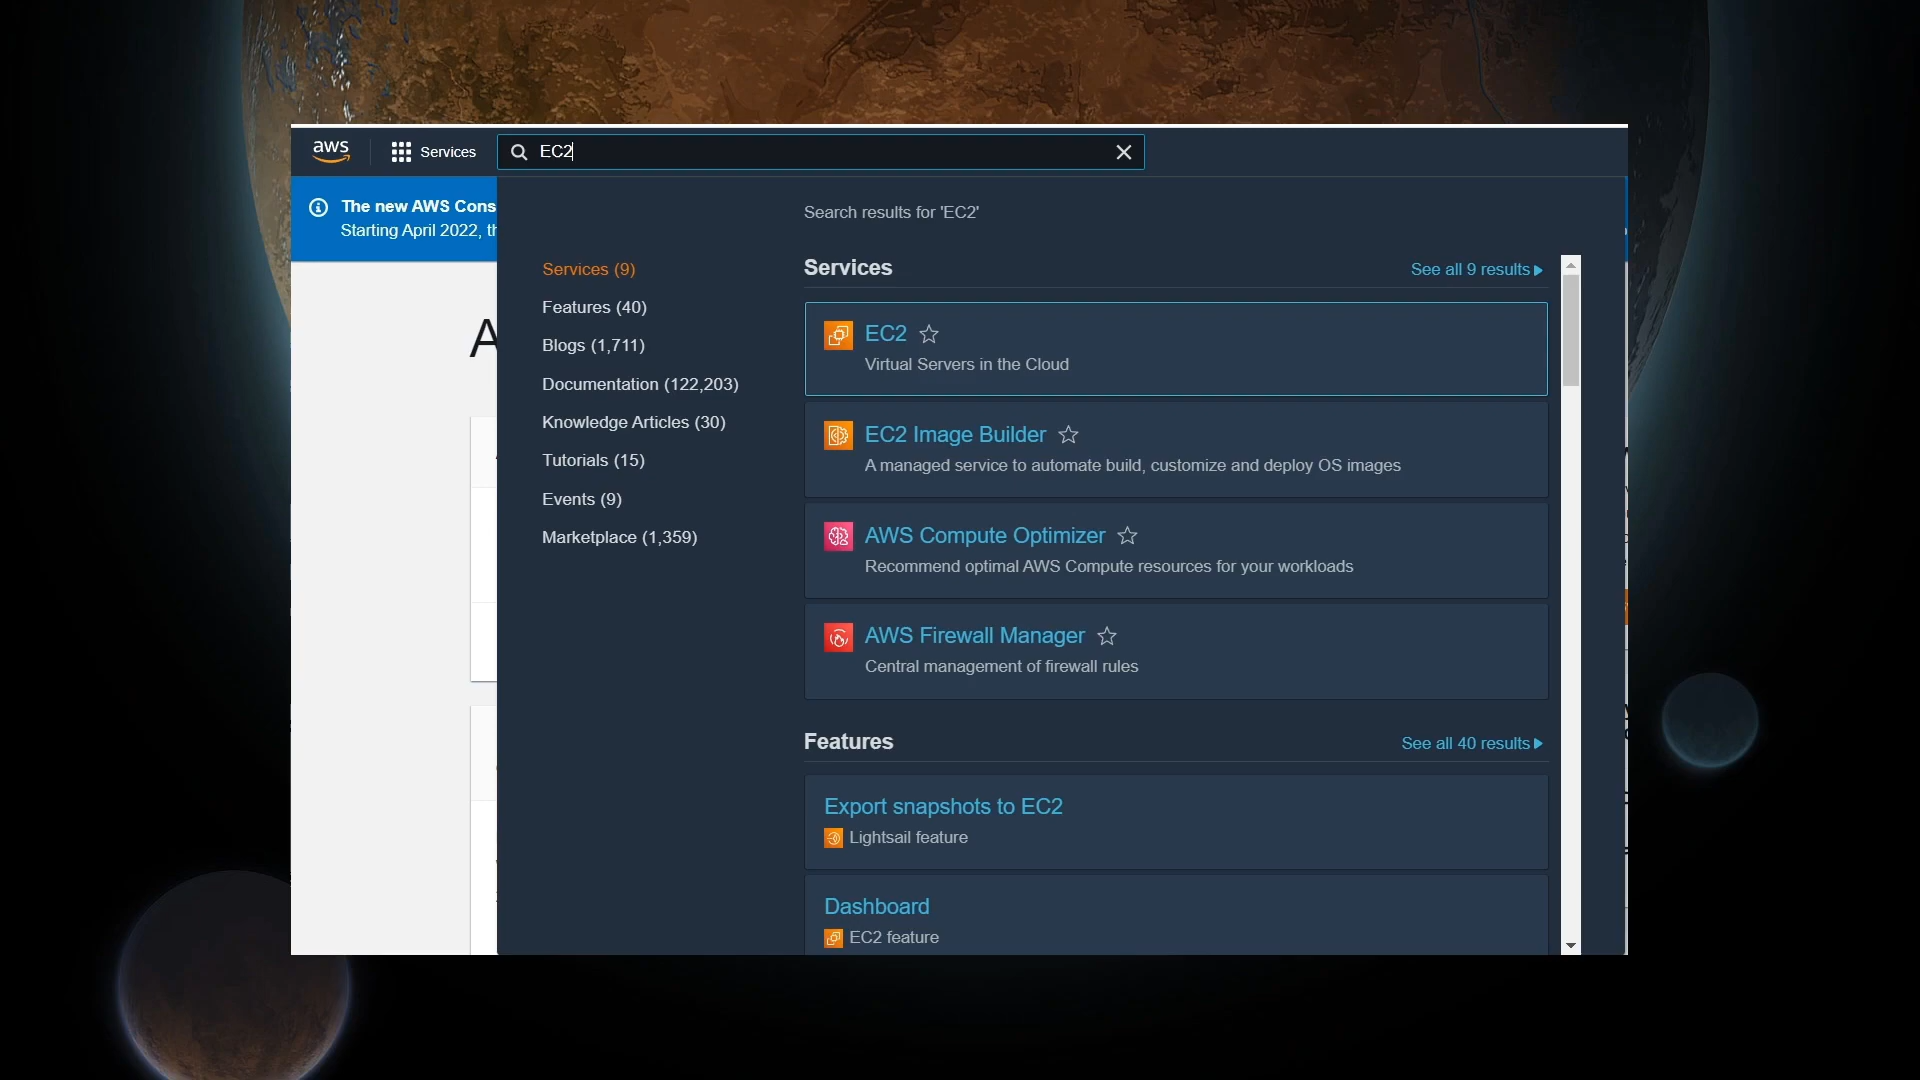 aws
Services
EC2
The new AWS Cons
Starting April 2022, th
Search results for 'EC2'
Services (9)
Features (40)
Blogs (1,711)
Documentation (122,203)
Knowledge Articles (30)
Tutorials (15)
Events (9)
Marketplace (1,359)
Services
See all 9 results
EC2
Virtual Servers in the Cloud
EC2 Image Builder
A managed service to automate build, customize and deploy OS images
AWS Compute Optimizer
Recommend optimal AWS Compute resources for your workloads
AWS Firewall Manager
Central management of firewall rules
Features
See all 40 results
Export snapshots to EC2
Lightsail feature
Dashboard
EC2 feature
A